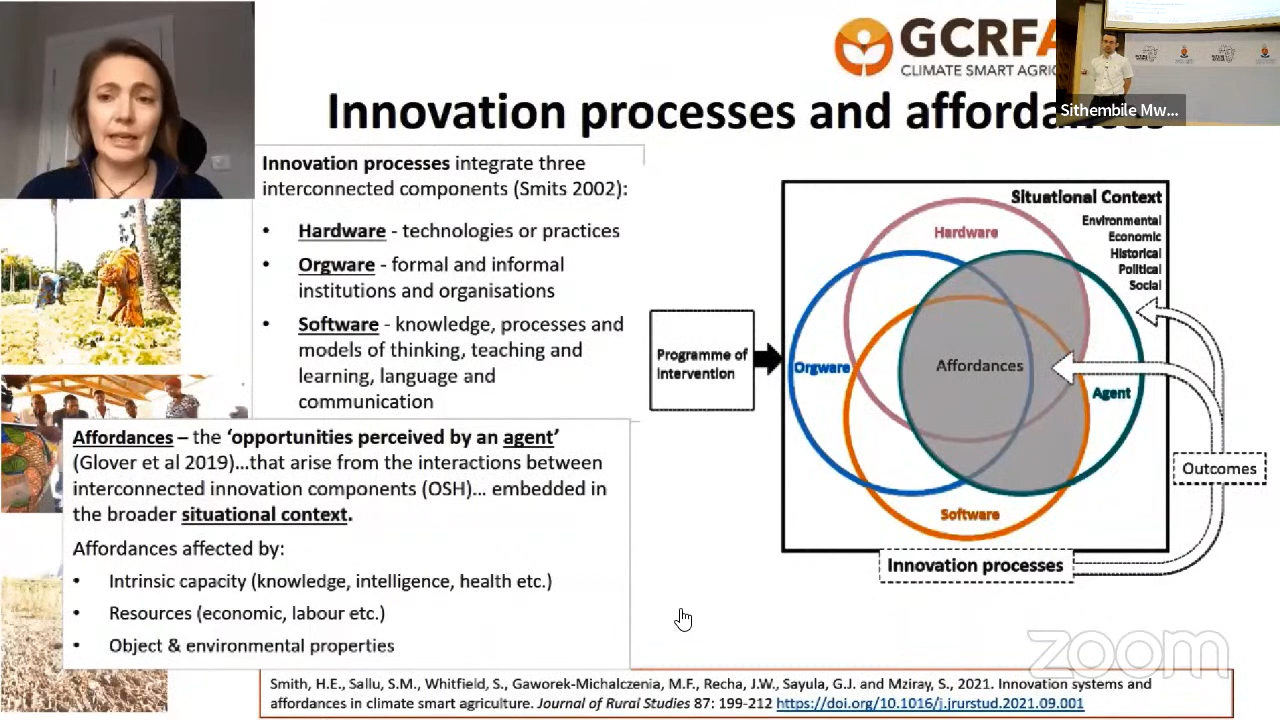 GCRFA
CLIMATE SMART AGRIC
Sithembile Mw...
Innovation processes and affordances
Innovation processes integrate three
interconnected components (Smits 2002):
• Hardware - technologies or practices
• Orgware - formal and informal
institutions and organisations
• Software - knowledge, processes and
models of thinking, teaching and
learning, language and
communication
Affordances – the ‘opportunities perceived by an agent’
(Glover et al 2019)...that arise from the interactions between
interconnected innovation components (OSH)... embedded in
the broader situational context.
Affordances affected by:
• Intrinsic capacity (knowledge, intelligence, health etc.)
• Resources (economic, labour etc.)
• Object & environmental properties
Programme of
Intervention
Situational Context
Environmental
Economic
Historical
Political
Social
Hardware
Orgware
Affordances
Agent
Software
Outcomes
Innovation processes
zoom
Smith, H.E., Sallu, S.M., Whitfield, S., Gaworek-Michalczenia, M.F., Recha, J.W., Sayula, G.J. and Mziray, S., 2021. Innovation systems and
affordances in climate smart agriculture. Journal of Rural Studies 87: 199-212 https://doi.org/10.1016/j.jrurstud.2021.09.001